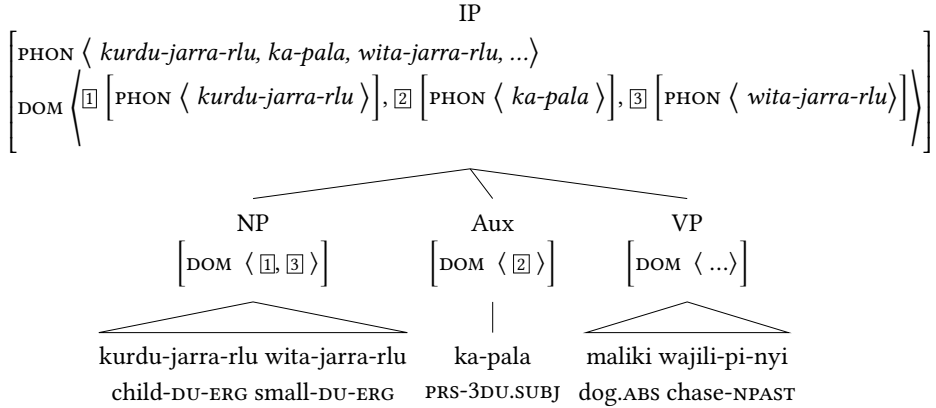 IP
PHON ⟨ kurdu-jarra-rlu, ka-pala, wita-jarra-rlu, …⟩
DOM ⟨ 1 [PHON ⟨ kurdu-jarra-rlu ⟩], 2 [PHON ⟨ ka-pala ⟩], 3 [PHON ⟨ wita-jarra-rlu⟩] ⟩
NP Aux VP
[DOM ⟨ 1, 3 ⟩] [DOM ⟨ 2 ⟩] [DOM ⟨ …⟩]
kurdu-jarra-rlu wita-jarra-rlu ka-pala maliki wajili-pi-nyi
child-DU-ERG small-DU-ERG PRS-3DU.SUBJ dog.ABS chase-NPAST